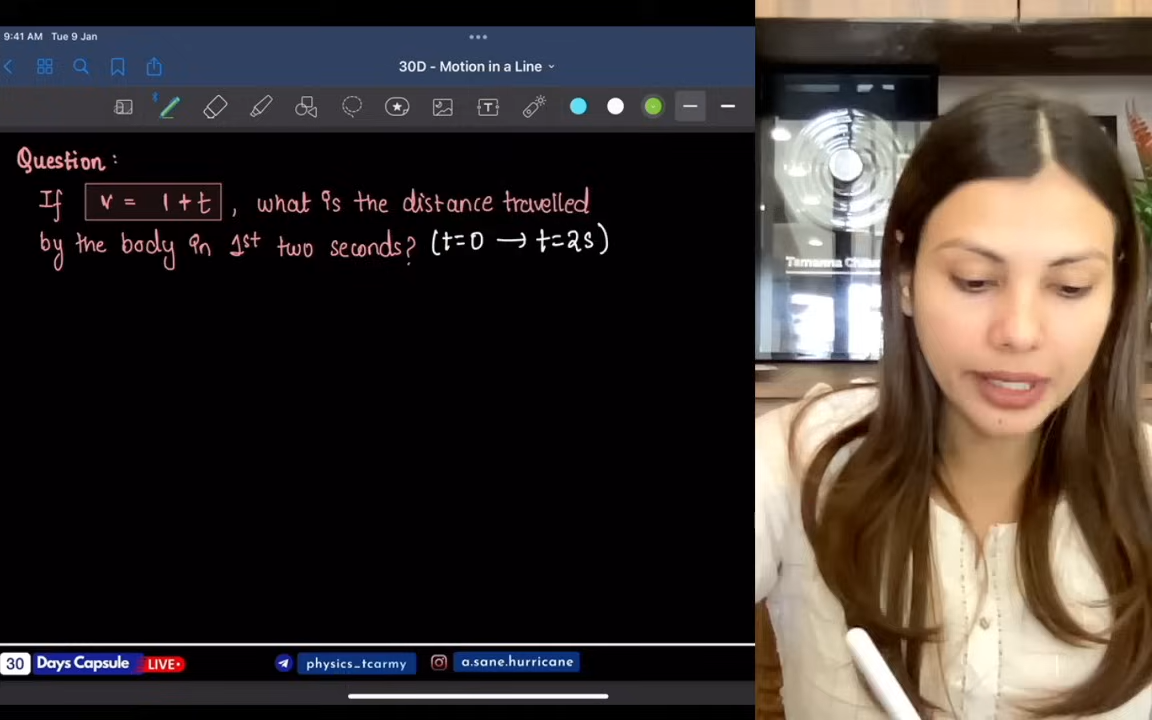 9:41 AM Tue 9 Jan
30D - Motion in a Line
T
Question:
If v = 1 + t , what is the distance travelled
by the body in 1st two seconds? (t=0 → t=2s)
Tamanna
30 Days Capsule LIVE
physics_tcarmy
a.sane.hurricane